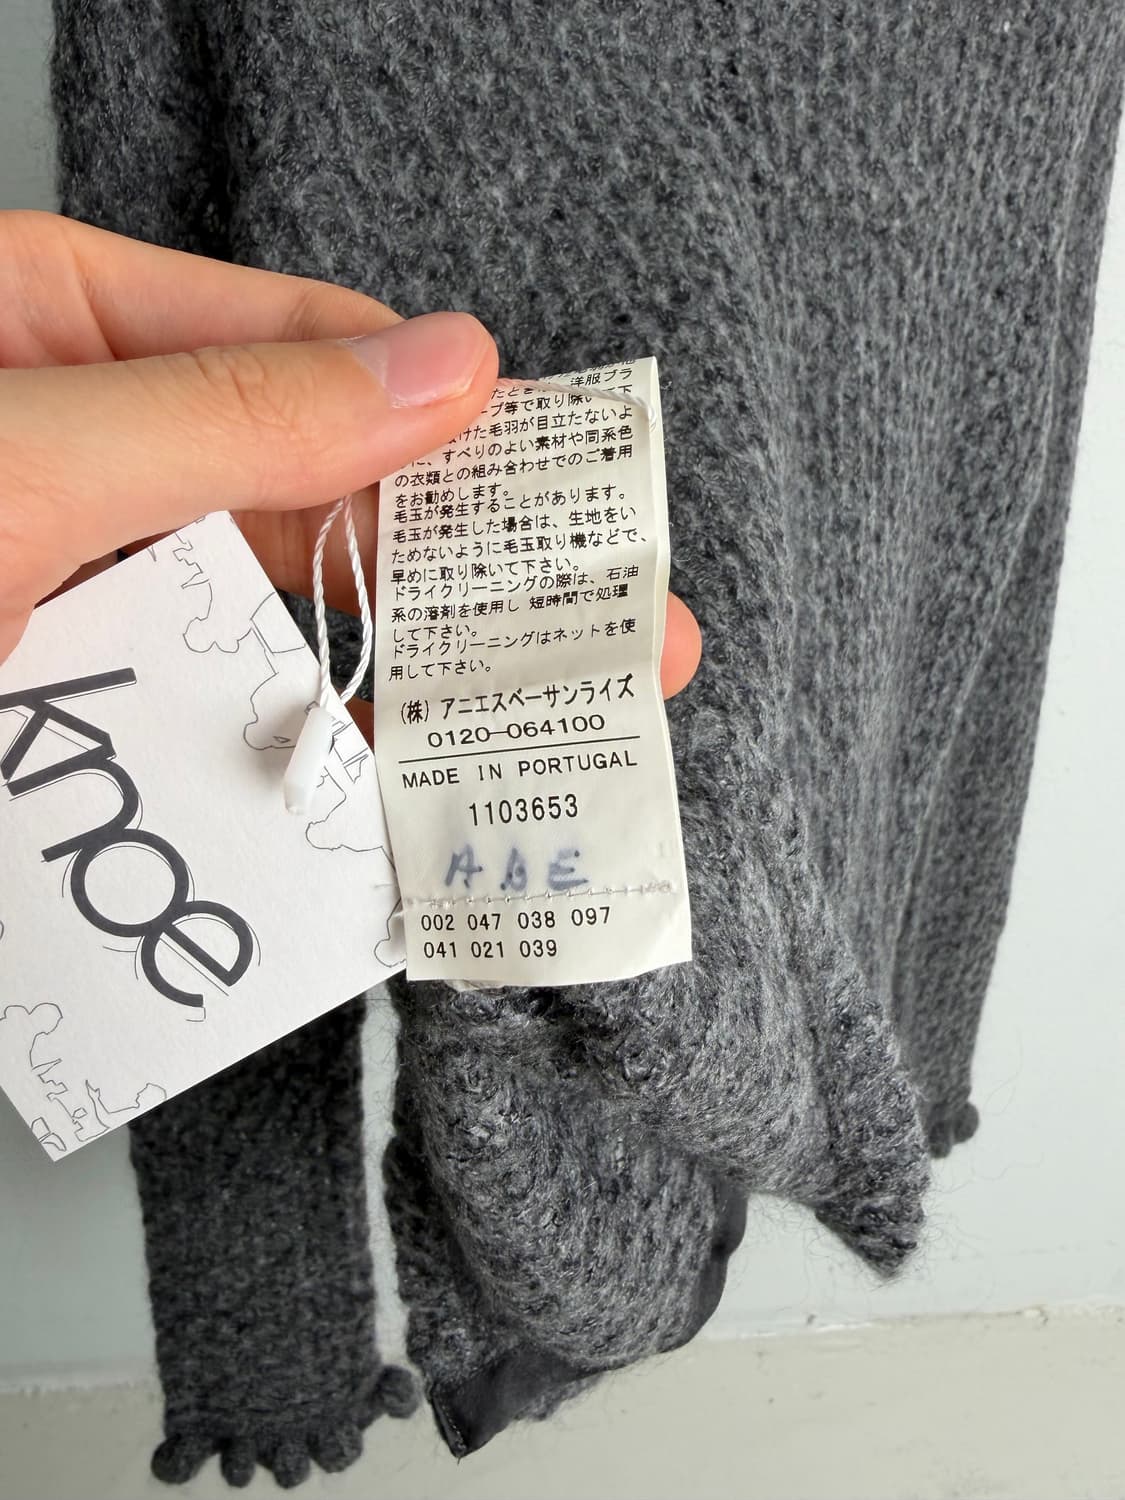 洋服ブラ
ープ等で取り除いて下
けた毛羽が目立たないよ
に、すべりのよい素材や同系色
の衣類との組み合わせでのご着用
をお勧めします。
毛玉が発生することがあります。
毛玉が発生した場合は、生地をい
ためないように毛玉取り機などで、
早めに取り除いて下さい。
ドライクリーニングの際は、石油
系の溶剤を使用し 短時間で処理
して下さい。
ドライクリーニングはネットを使
用して下さい。
(株) アニエスベーサンライズ
0120-064100
MADE IN PORTUGAL
1103653
A b E
002 047 038 097
041 021 039
knoe